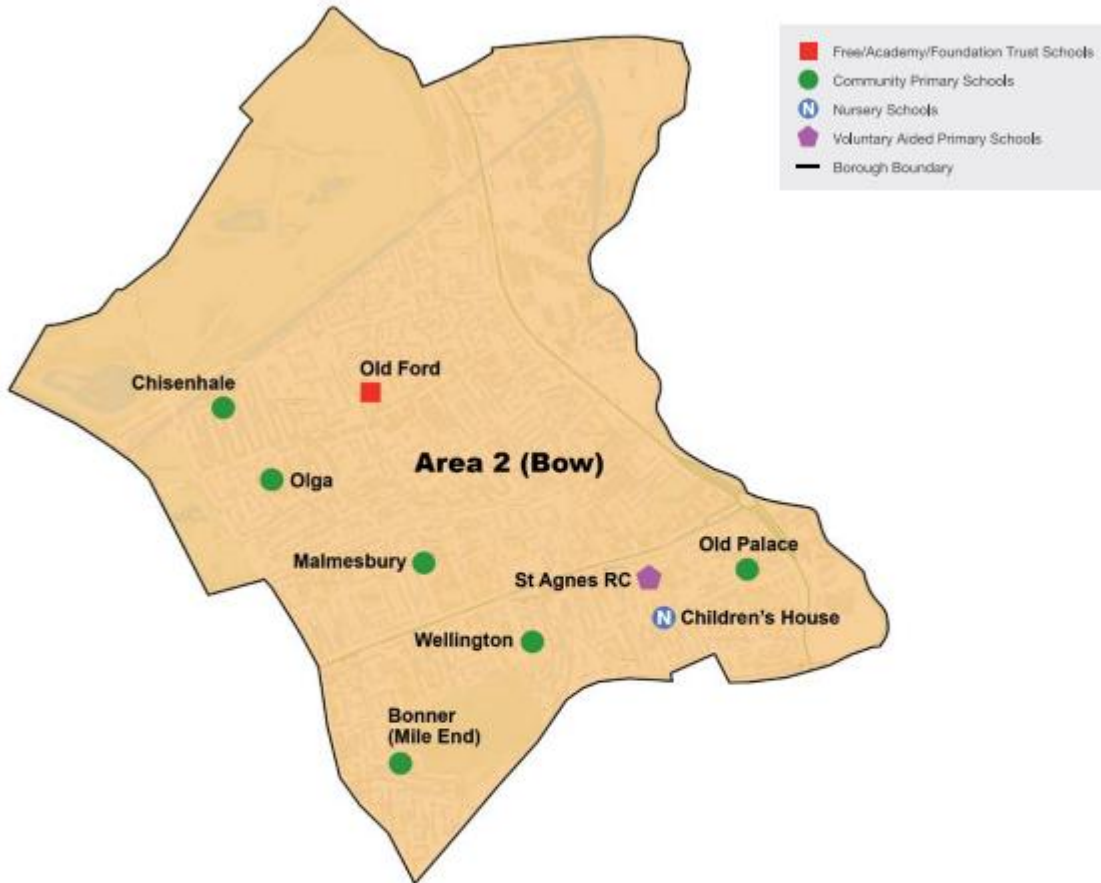 Free/Academy/Foundation Trust Schools
Community Primary Schools
N
Nursery Schools
Voluntary Aided Primary Schools
Borough Boundary
Old Ford
Chisenhale
Area 2 (Bow)
Olga
Old Palace
Malmesbury
St Agnes RC
N
Children's House
Wellington
Bonner
(Mile End)